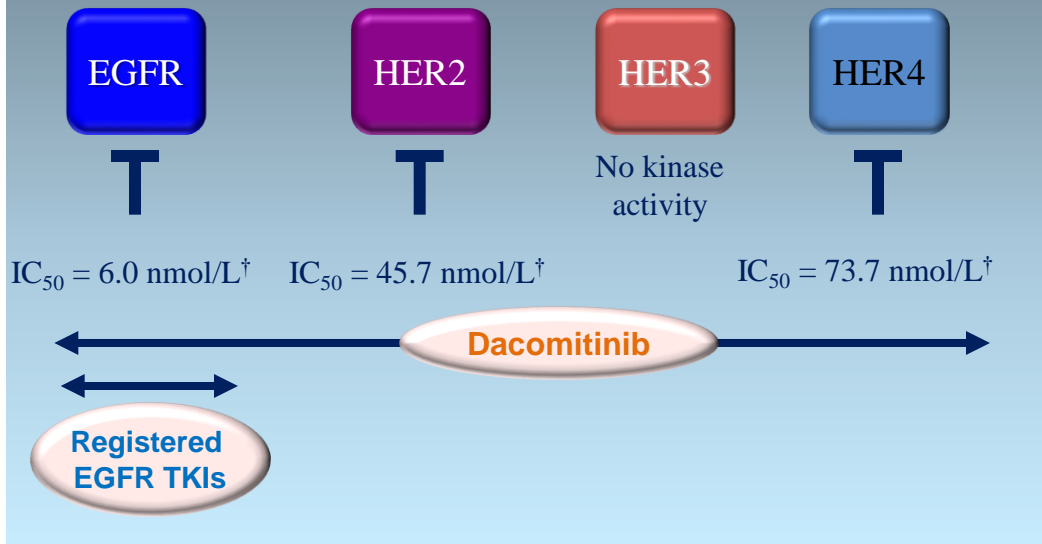 EGFR
HER2
HER3
HER4
No kinase
activity
IC₅₀ = 6.0 nmol/L†
IC₅₀ = 45.7 nmol/L†
IC₅₀ = 73.7 nmol/L†
Dacomitinib
Registered
EGFR TKIs